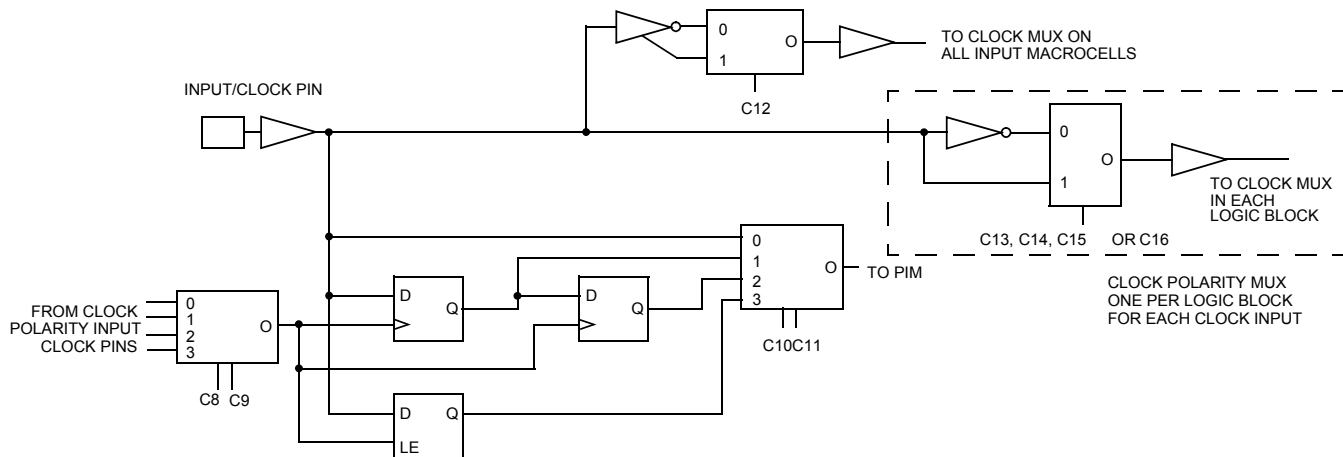 0
O
1
C12
TO CLOCK MUX ON
ALL INPUT MACROCELLS
INPUT/CLOCK PIN
0
O
1
TO CLOCK MUX
IN EACH
LOGIC BLOCK
C13, C14, C15 OR C16
CLOCK POLARITY MUX
ONE PER LOGIC BLOCK
FOR EACH CLOCK INPUT
0
1
2
3
O
TO PIM
C10C11
D
Q
D
Q
FROM CLOCK
POLARITY INPUT
CLOCK PINS
0
1
2
3
O
C8 C9
D
Q
LE